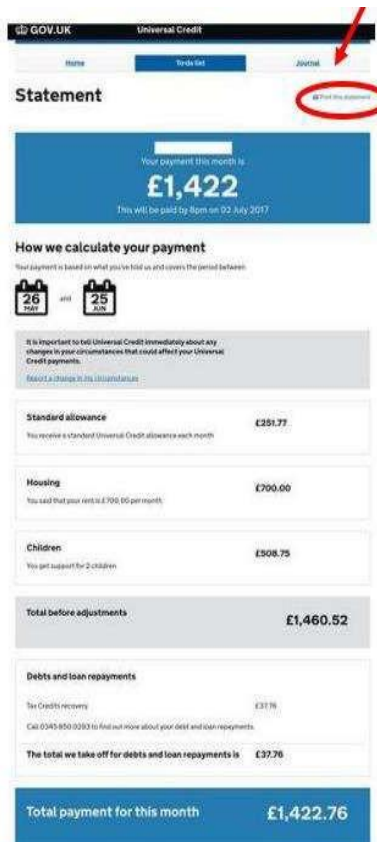 GOV.UK Universal Credit
Home To-do list Journal
Statement
Print this statement
Your payment this month is
£1,422
This will be paid by 8pm on 02 July 2017
How we calculate your payment
Your payment is based on what you've told us and covers the period between
26 and 25
MAY JUN
It is important to tell Universal Credit immediately about any
changes in your circumstances that could affect your Universal
Credit payments.
Report a change in my circumstances
Standard allowance £251.77
You receive a standard Universal Credit allowance each month
Housing £700.00
You said that your rent is £700.00 per month
Children £508.75
You get support for 2 children
Total before adjustments £1,460.52
Debts and loan repayments
Tax Credits recovery £37.76
Call 0345 850 0293 to find out more about your debt and loan repayments.
The total we take off for debts and loan repayments is £37.76
Total payment for this month £1,422.76